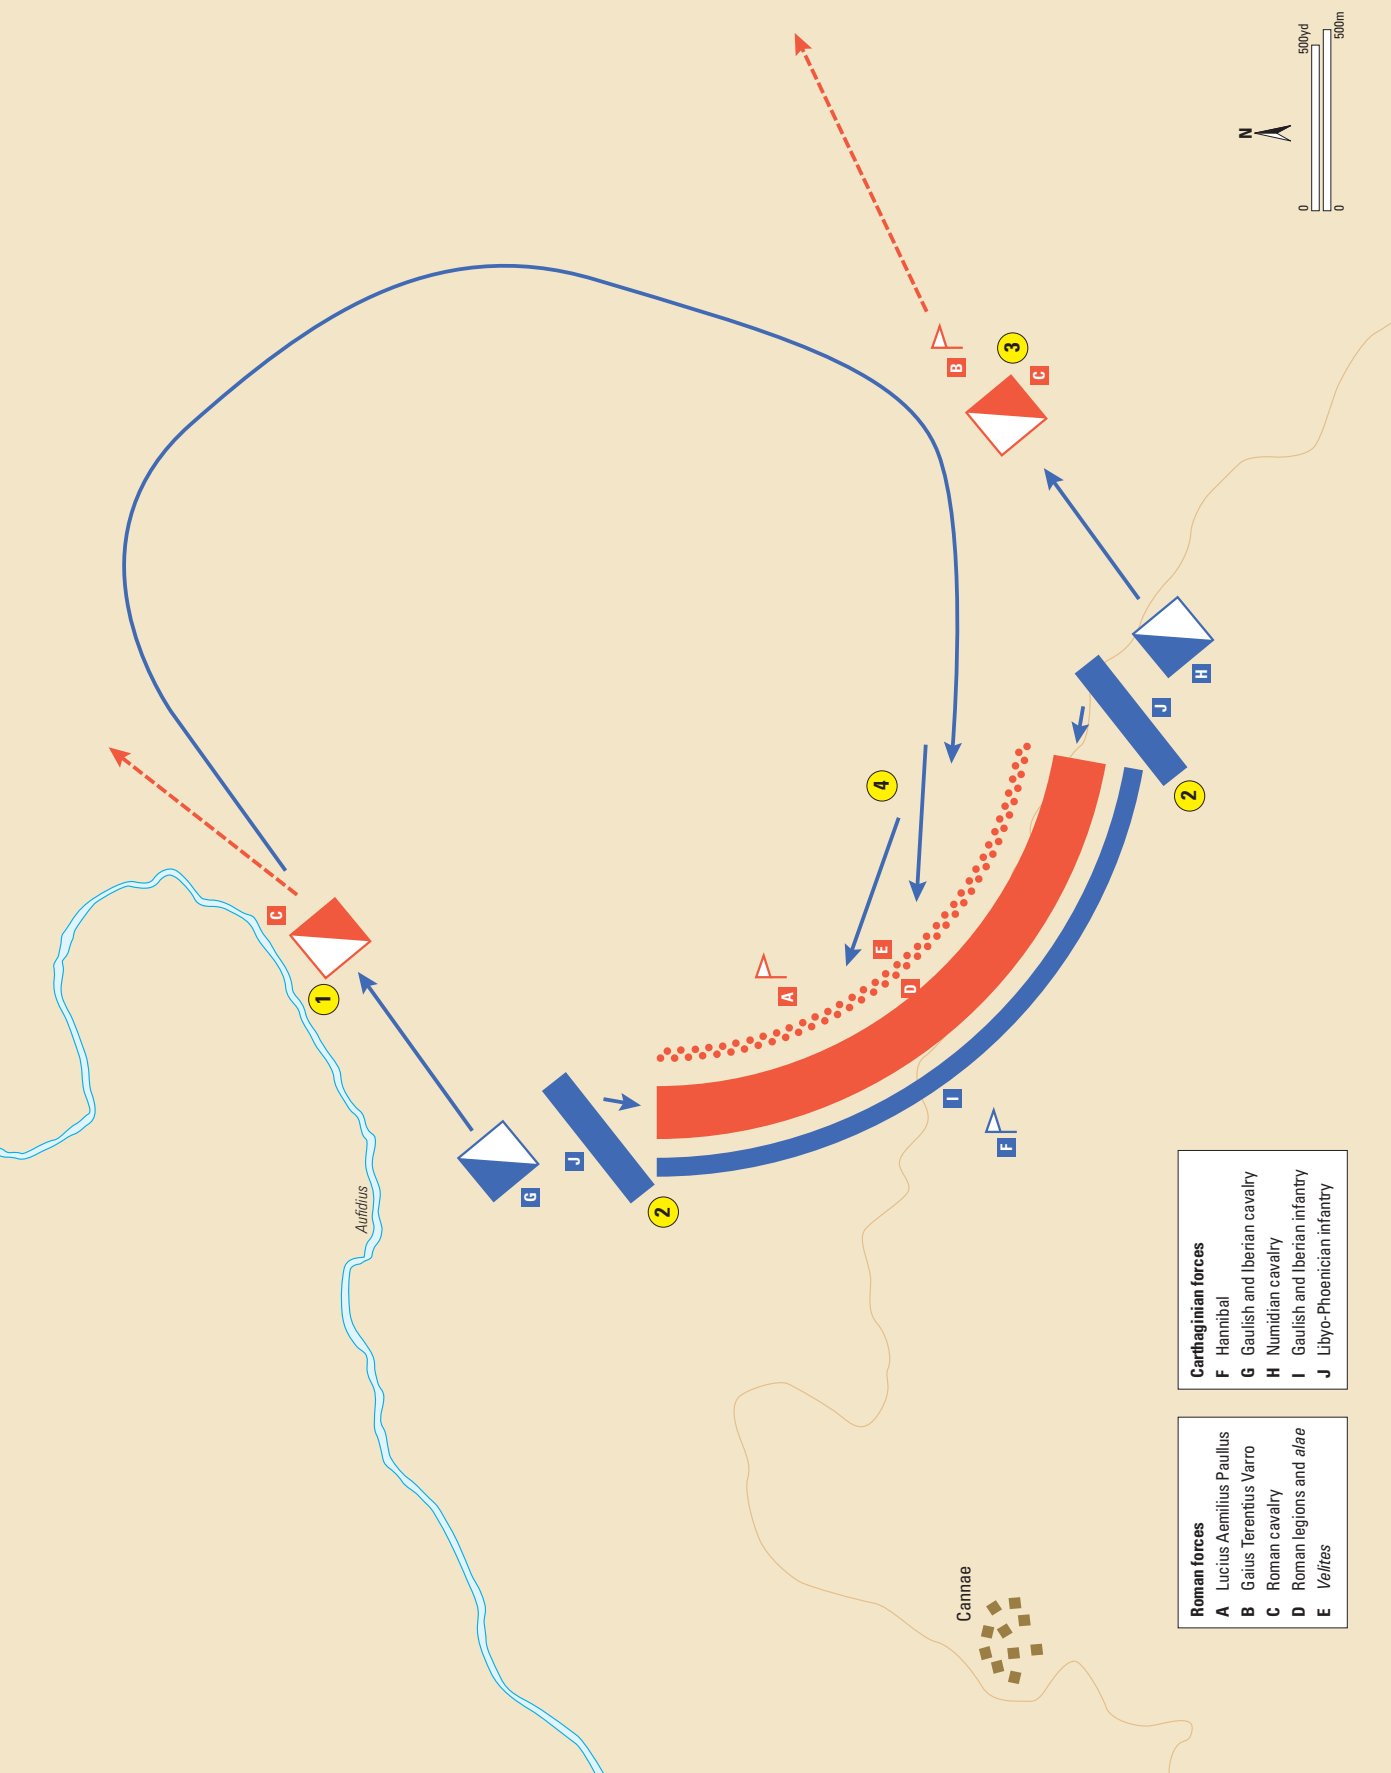 Aufidius
Cannae
1
2
2
3
4
A
B
C
C
D
E
F
G
H
I
J
J
N
0
500yd
0
500m
Roman forces
A Lucius Aemilius Paullus
B Gaius Terentius Varro
C Roman cavalry
D Roman legions and alae
E Velites
Carthaginian forces
F Hannibal
G Gaulish and Iberian cavalry
H Numidian cavalry
I Gaulish and Iberian infantry
J Libyo-Phoenician infantry